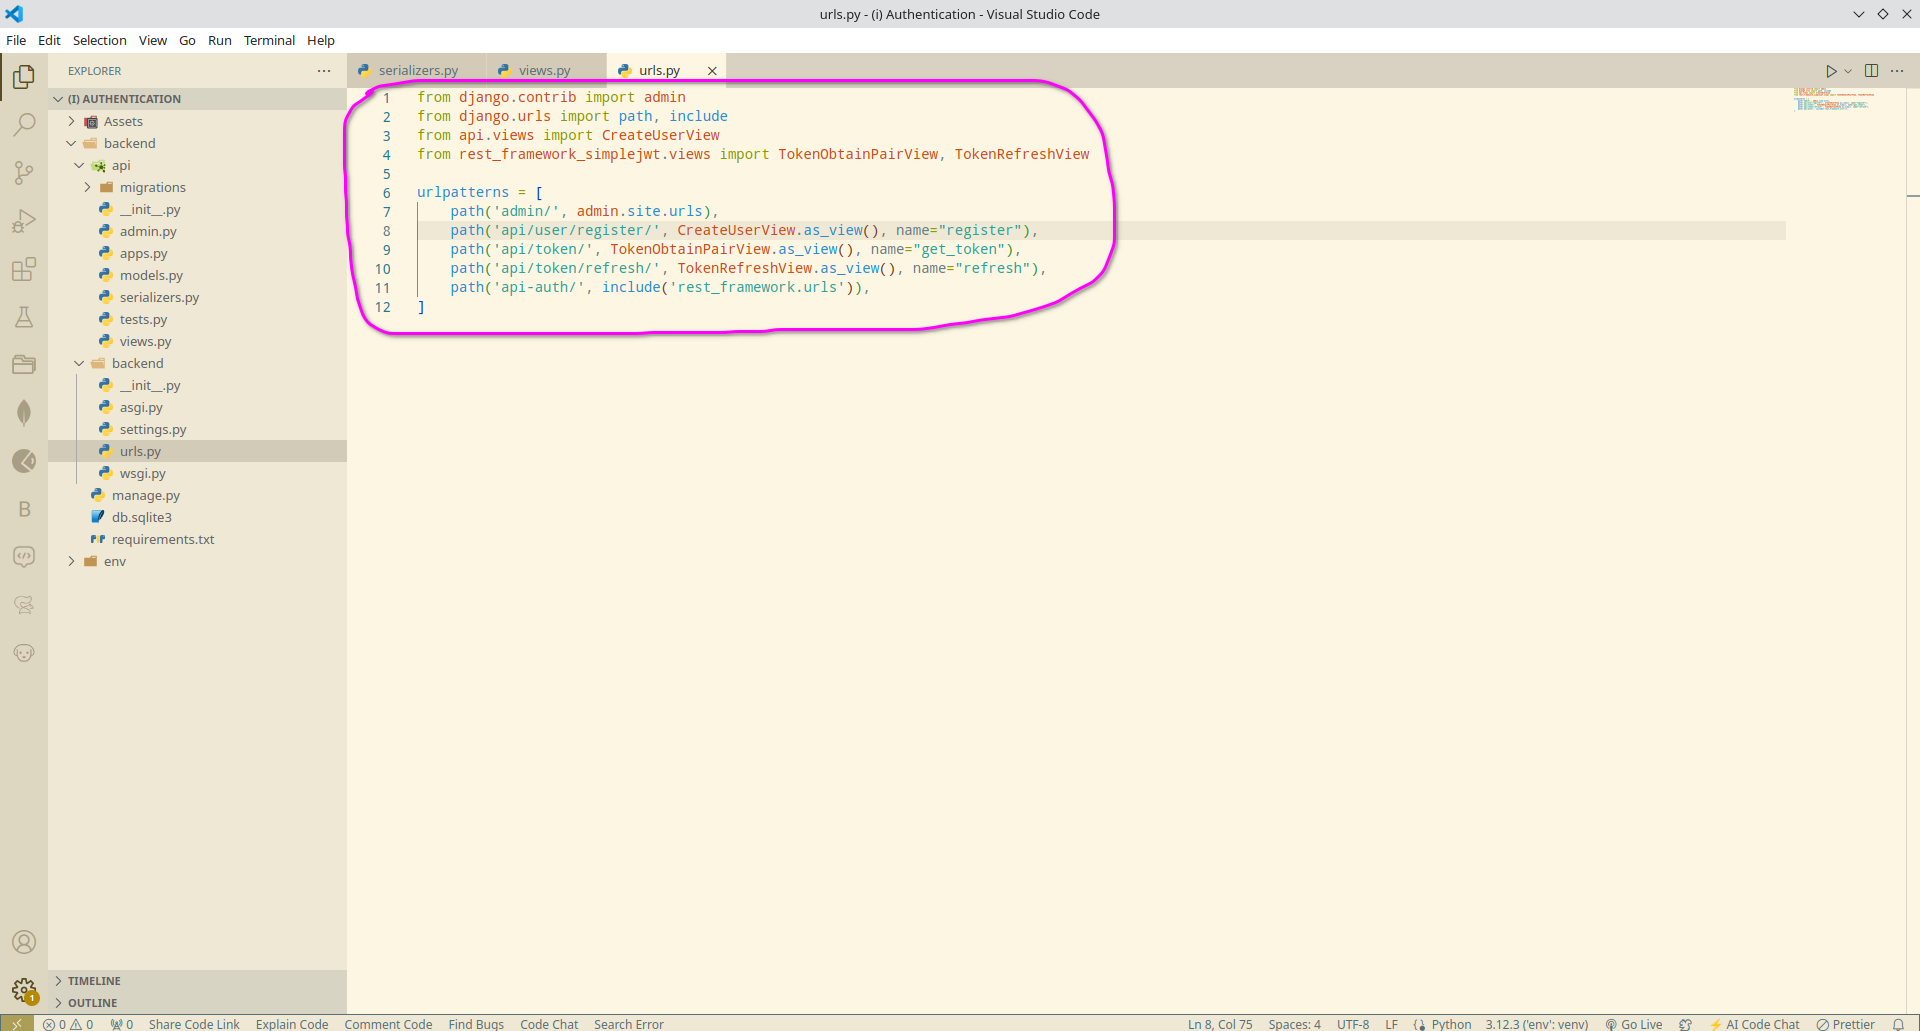 urls.py - (i) Authentication - Visual Studio Code
File Edit Selection View Go Run Terminal Help
EXPLORER
serializers.py
views.py
urls.py
(I) AUTHENTICATION
Assets
backend
api
migrations
__init__.py
admin.py
apps.py
models.py
serializers.py
tests.py
views.py
backend
__init__.py
asgi.py
settings.py
urls.py
wsgi.py
manage.py
db.sqlite3
requirements.txt
env
1 from django.contrib import admin
2 from django.urls import path, include
3 from api.views import CreateUserView
4 from rest_framework_simplejwt.views import TokenObtainPairView, TokenRefreshView
5
6 urlpatterns = [
7 path('admin/', admin.site.urls),
8 path('api/user/register/', CreateUserView.as_view(), name="register"),
9 path('api/token/', TokenObtainPairView.as_view(), name="get_token"),
10 path('api/token/refresh/', TokenRefreshView.as_view(), name="refresh"),
11 path('api-auth/', include('rest_framework.urls')),
12 ]
B
TIMELINE
1
OUTLINE
0 0 0 Share Code Link Explain Code Comment Code Find Bugs Code Chat Search Error Ln 8, Col 75 Spaces: 4 UTF-8 LF Python 3.12.3 ('env': venv) Go Live AI Code Chat Prettier